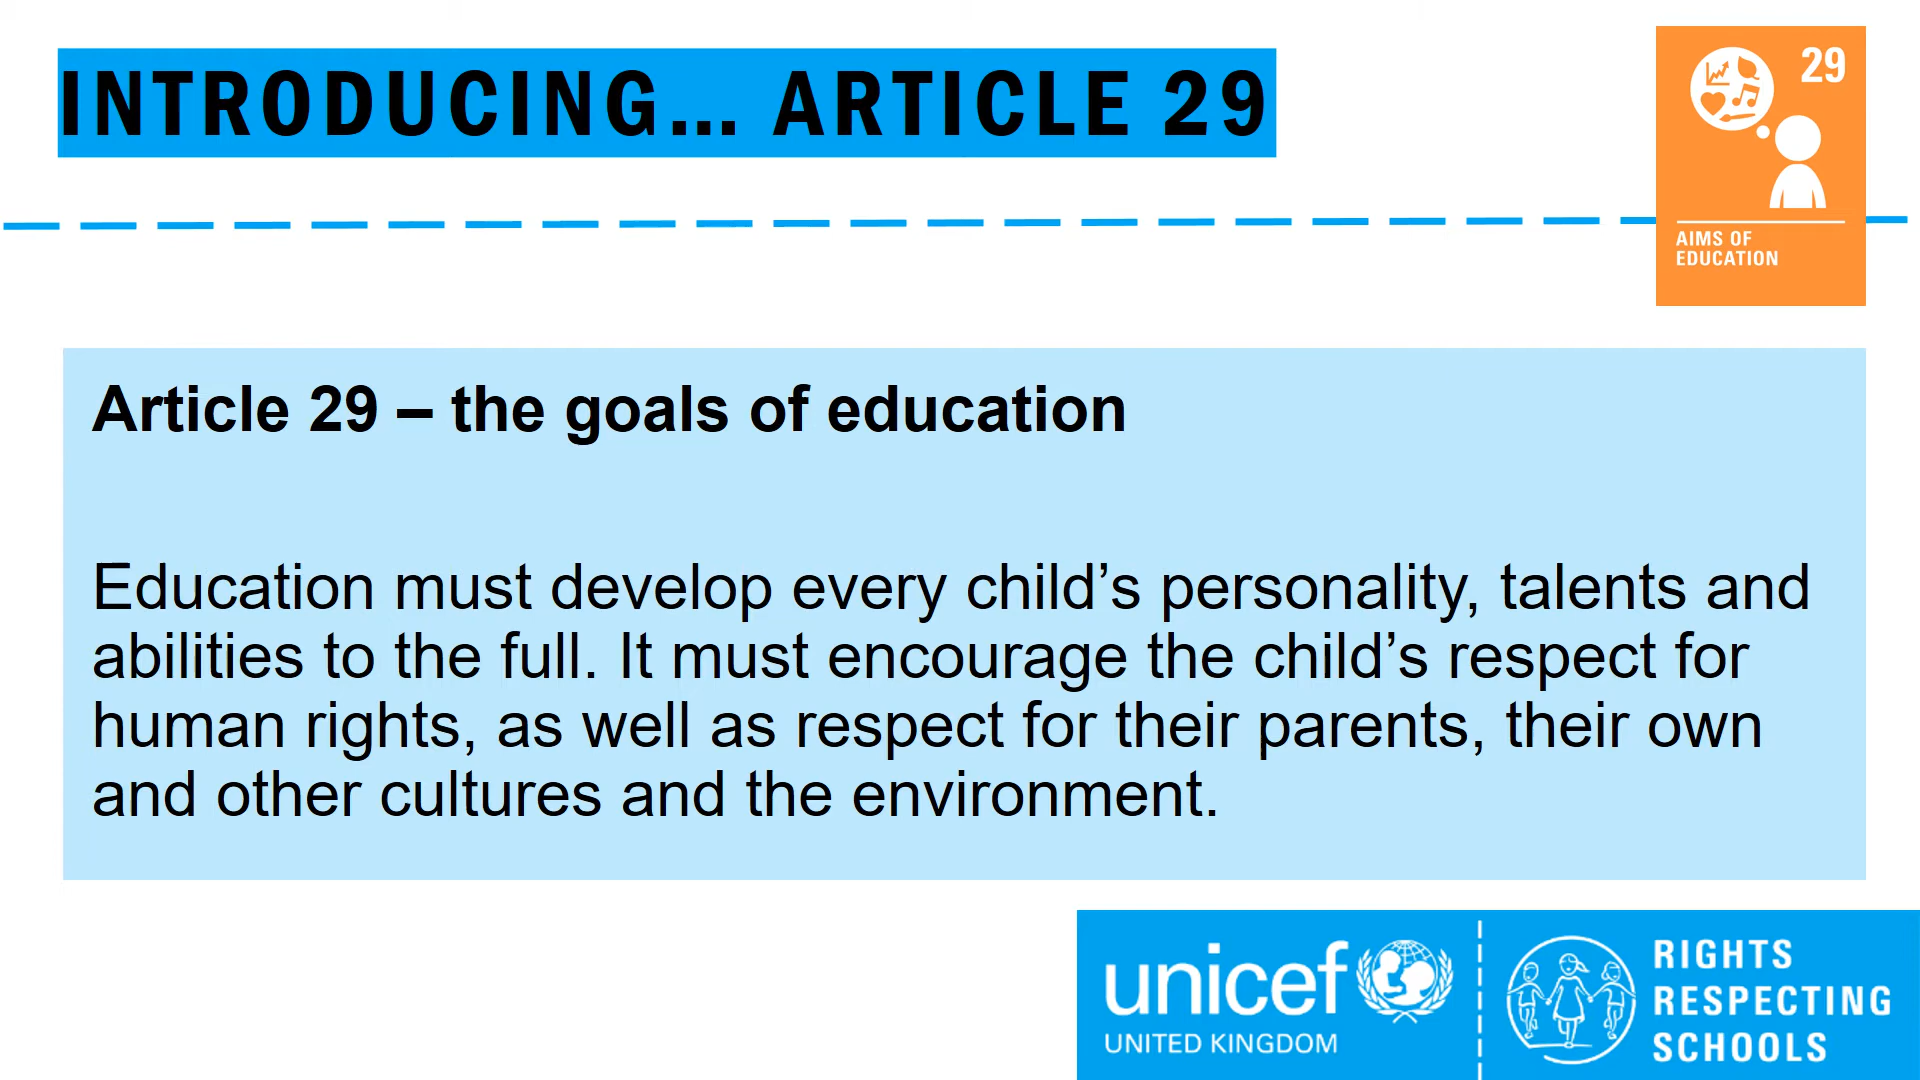 INTRODUCING... ARTICLE 29
29
AIMS OF
EDUCATION
Article 29 – the goals of education
Education must develop every child’s personality, talents and
abilities to the full. It must encourage the child’s respect for
human rights, as well as respect for their parents, their own
and other cultures and the environment.
unicef
UNITED KINGDOM
RIGHTS
RESPECTING
SCHOOLS